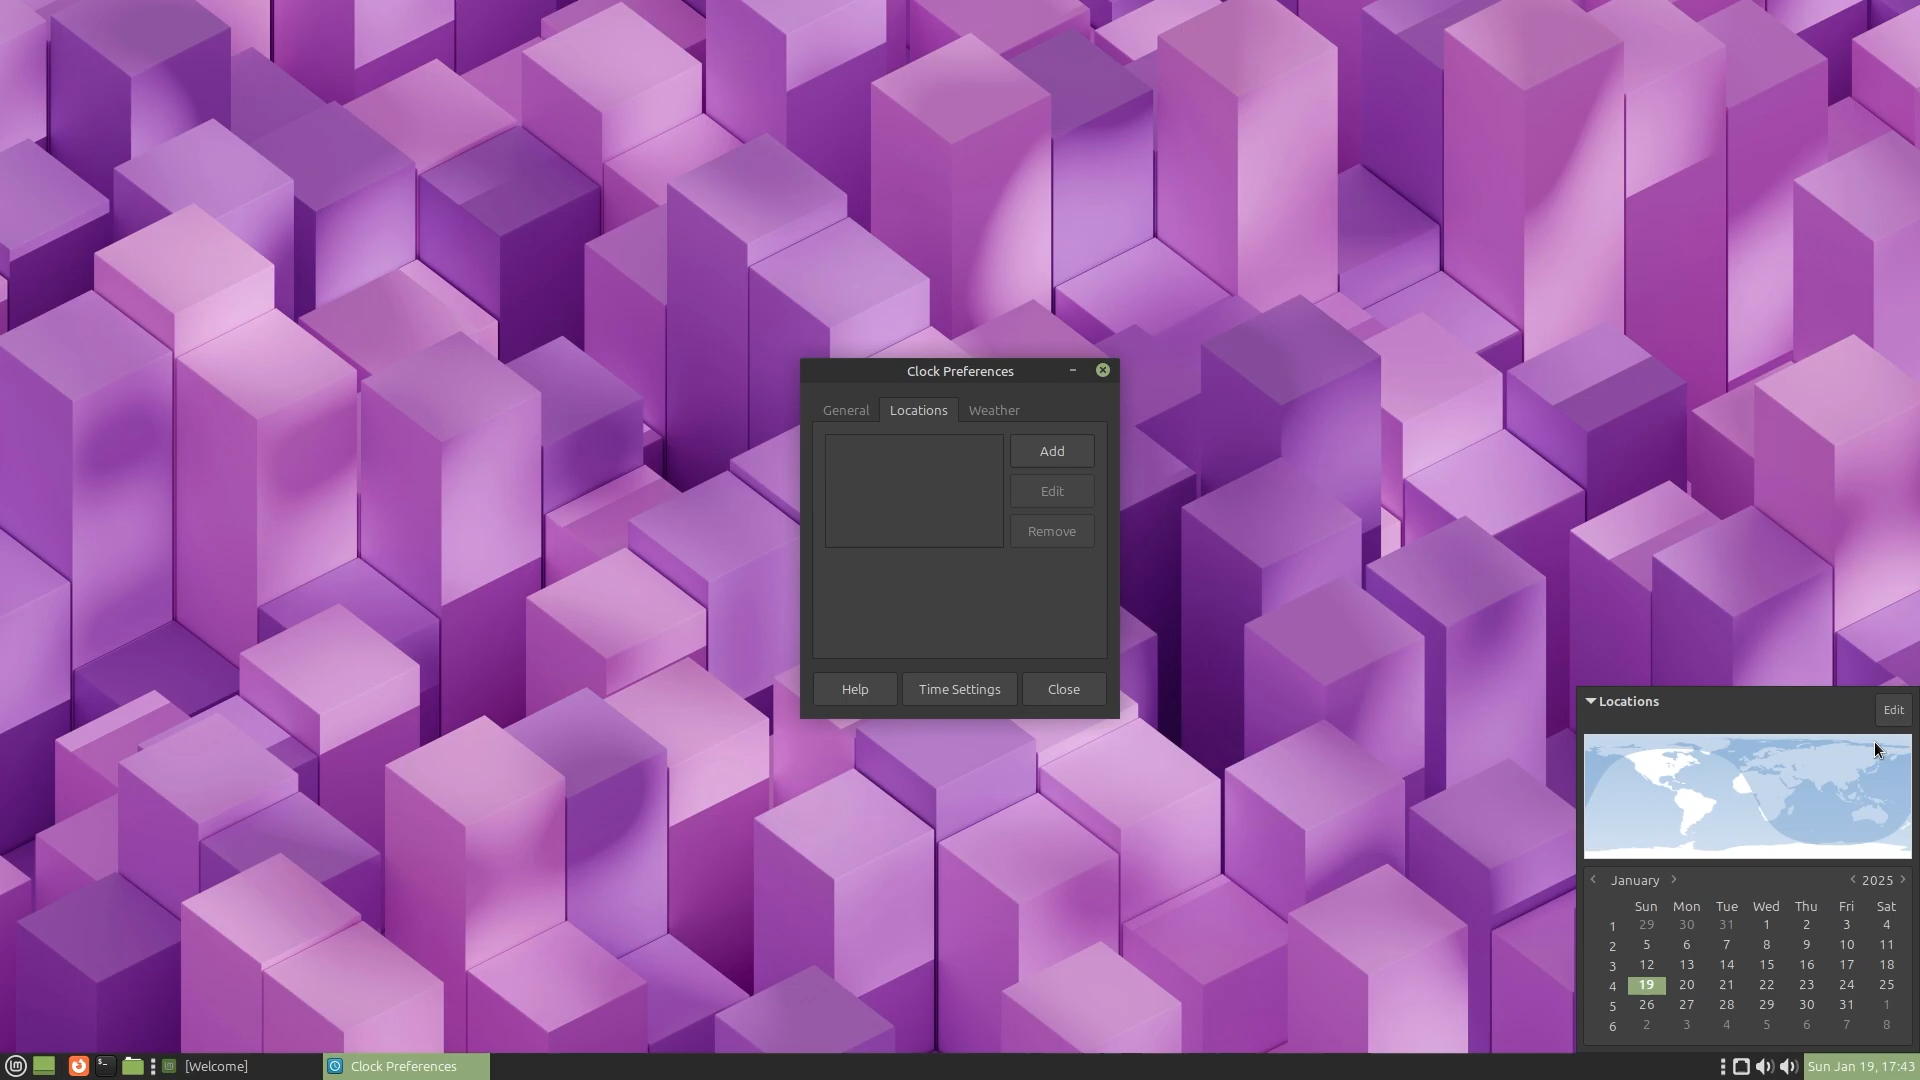 Clock Preferences
General Locations Weather
Add
Edit
Remove
Help Time Settings Close
Locations
Edit
January 2025
Sun Mon Tue Wed Thu Fri Sat
1 29 30 31 1 2 3 4
2 5 6 7 8 9 10 11
3 12 13 14 15 16 17 18
4 19 20 21 22 23 24 25
5 26 27 28 29 30 31 1
6 2 3 4 5 6 7 8
[Welcome] Clock Preferences Sun Jan 19, 17:43